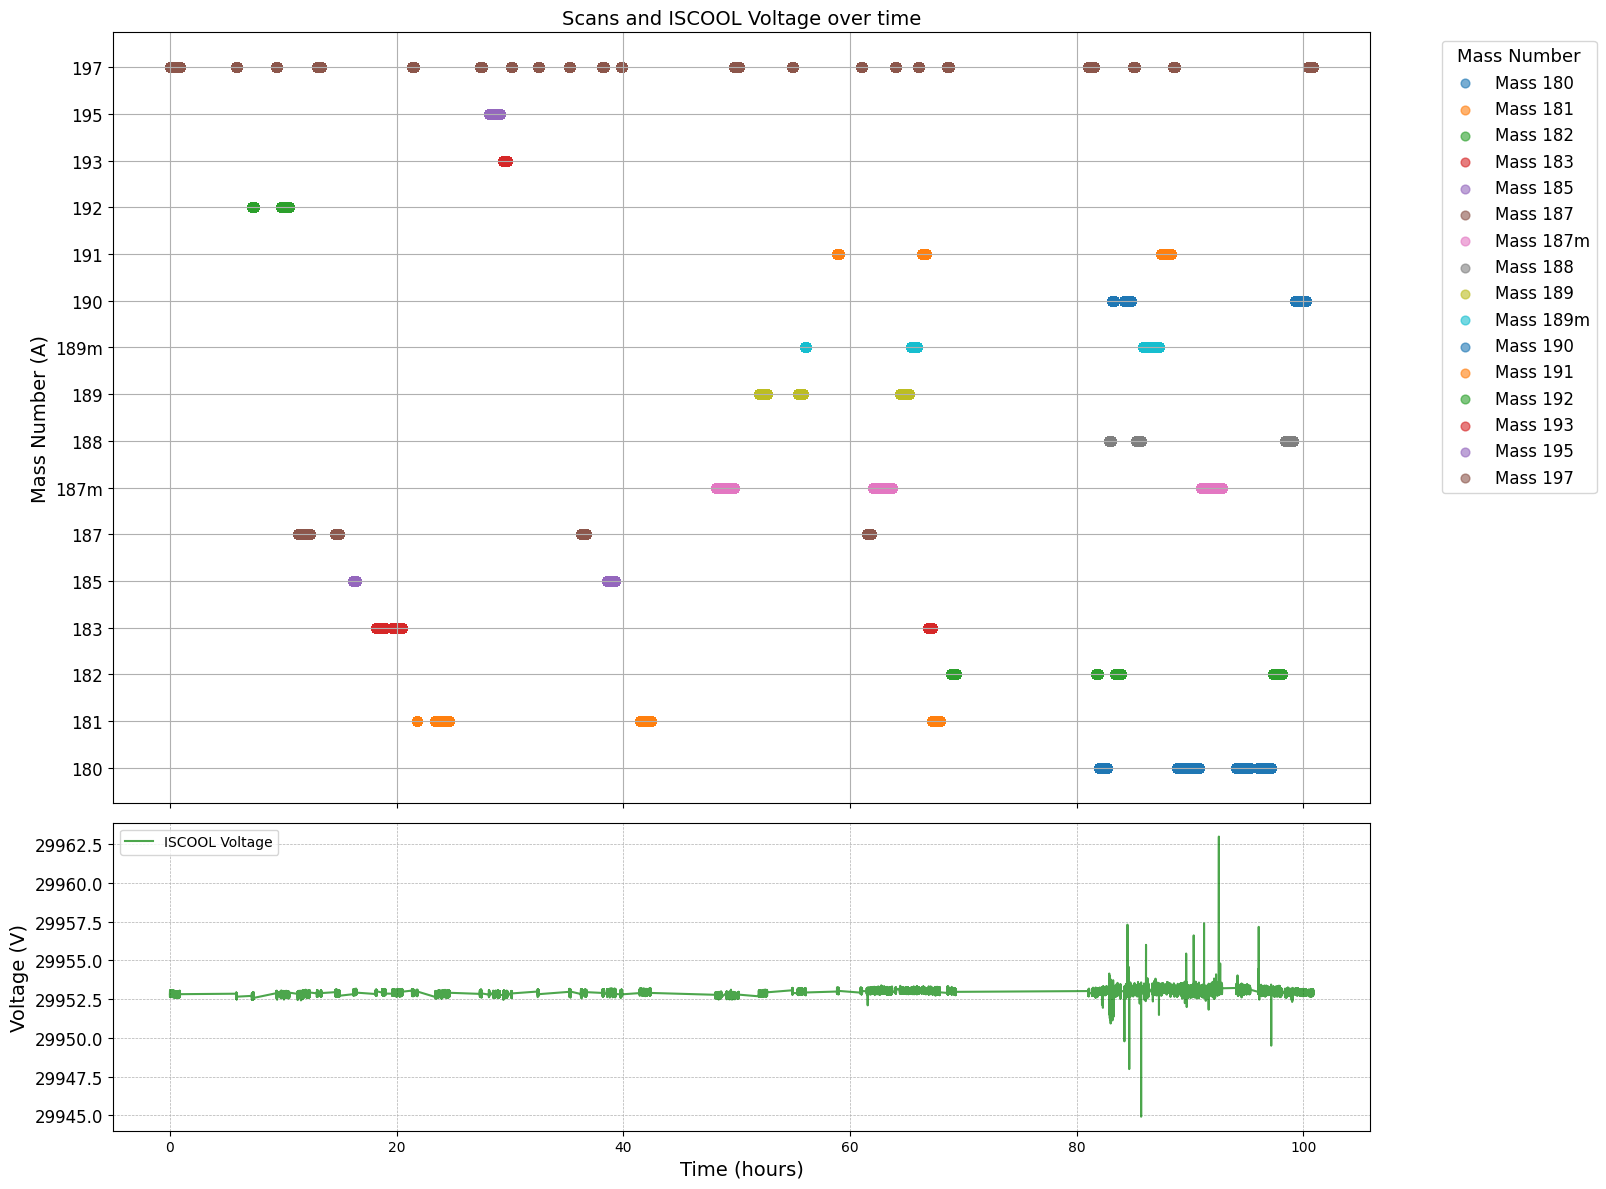 Scans and ISCOOL Voltage over time
Mass Number (A)
197
195
193
192
191
190
189m
189
188
187m
187
185
183
182
181
180
Mass Number
Mass 180
Mass 181
Mass 182
Mass 183
Mass 185
Mass 187
Mass 187m
Mass 188
Mass 189
Mass 189m
Mass 190
Mass 191
Mass 192
Mass 193
Mass 195
Mass 197
Voltage (V)
29962.5
29960.0
29957.5
29955.0
29952.5
29950.0
29947.5
29945.0
ISCOOL Voltage
0 20 40 60 80 100
Time (hours)